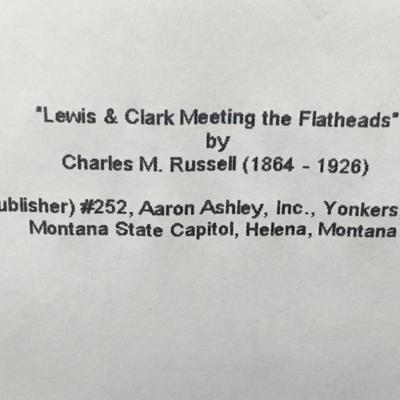 "Lewis & Clark Meeting the Flatheads"
by
Charles M. Russell (1864 - 1926)
ublisher) #252, Aaron Ashley, Inc., Yonkers
Montana State Capitol, Helena, Montana